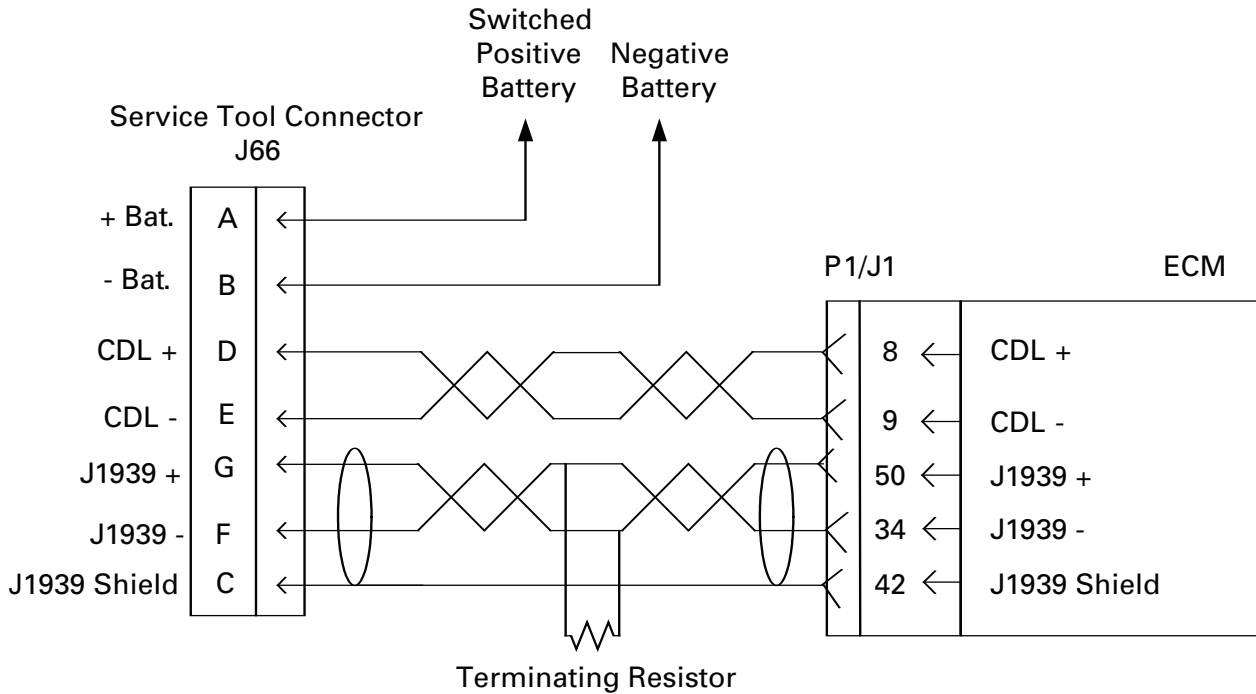 Switched
Positive
Battery
Negative
Battery
Service Tool Connector
J66
+ Bat.
A
- Bat.
B
CDL +
D
CDL -
E
J1939 +
G
J1939 -
F
J1939 Shield
C
P1/J1
ECM
8
CDL +
9
CDL -
50
J1939 +
34
J1939 -
42
J1939 Shield
Terminating Resistor